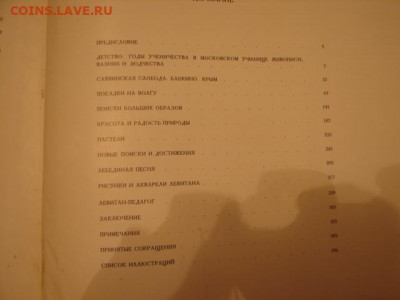 COINS.LAVE.RU
ПРЕДИСЛОВИЕ
ДЕТСТВО. ГОДЫ УЧЕНИЧЕСТВА В МОСКОВСКОМ УЧИЛИЩЕ ЖИВОПИСИ,
ВАЯНИЯ И ЗОДЧЕСТВА
САВВИНСКАЯ СЛОБОДА. БАБКИНО. КРЫМ
ПОЕЗДКИ НА ВОЛГУ
ПОИСКИ БОЛЬШИХ ОБРАЗОВ
КРАСОТА И РАДОСТЬ ПРИРОДЫ
ПАСТЕЛИ
НОВЫЕ ПОИСКИ И ДОСТИЖЕНИЯ
ЛЕБЕДИНАЯ ПЕСНЯ
РИСУНКИ И АКВАРЕЛИ ЛЕВИТАНА
ЛЕВИТАН-ПЕДАГОГ
ЗАКЛЮЧЕНИЕ
ПРИМЕЧАНИЯ
ПРИНЯТЫЕ СОКРАЩЕНИЯ
СПИСОК ИЛЛЮСТРАЦИЙ